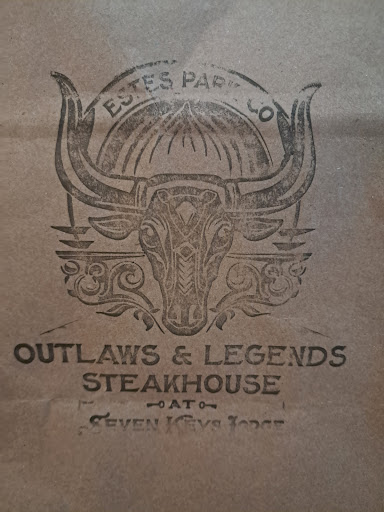 ESTES PARK CO
OUTLAWS & LEGENDS
STEAKHOUSE
AT
SEVEN KEYS LODGE